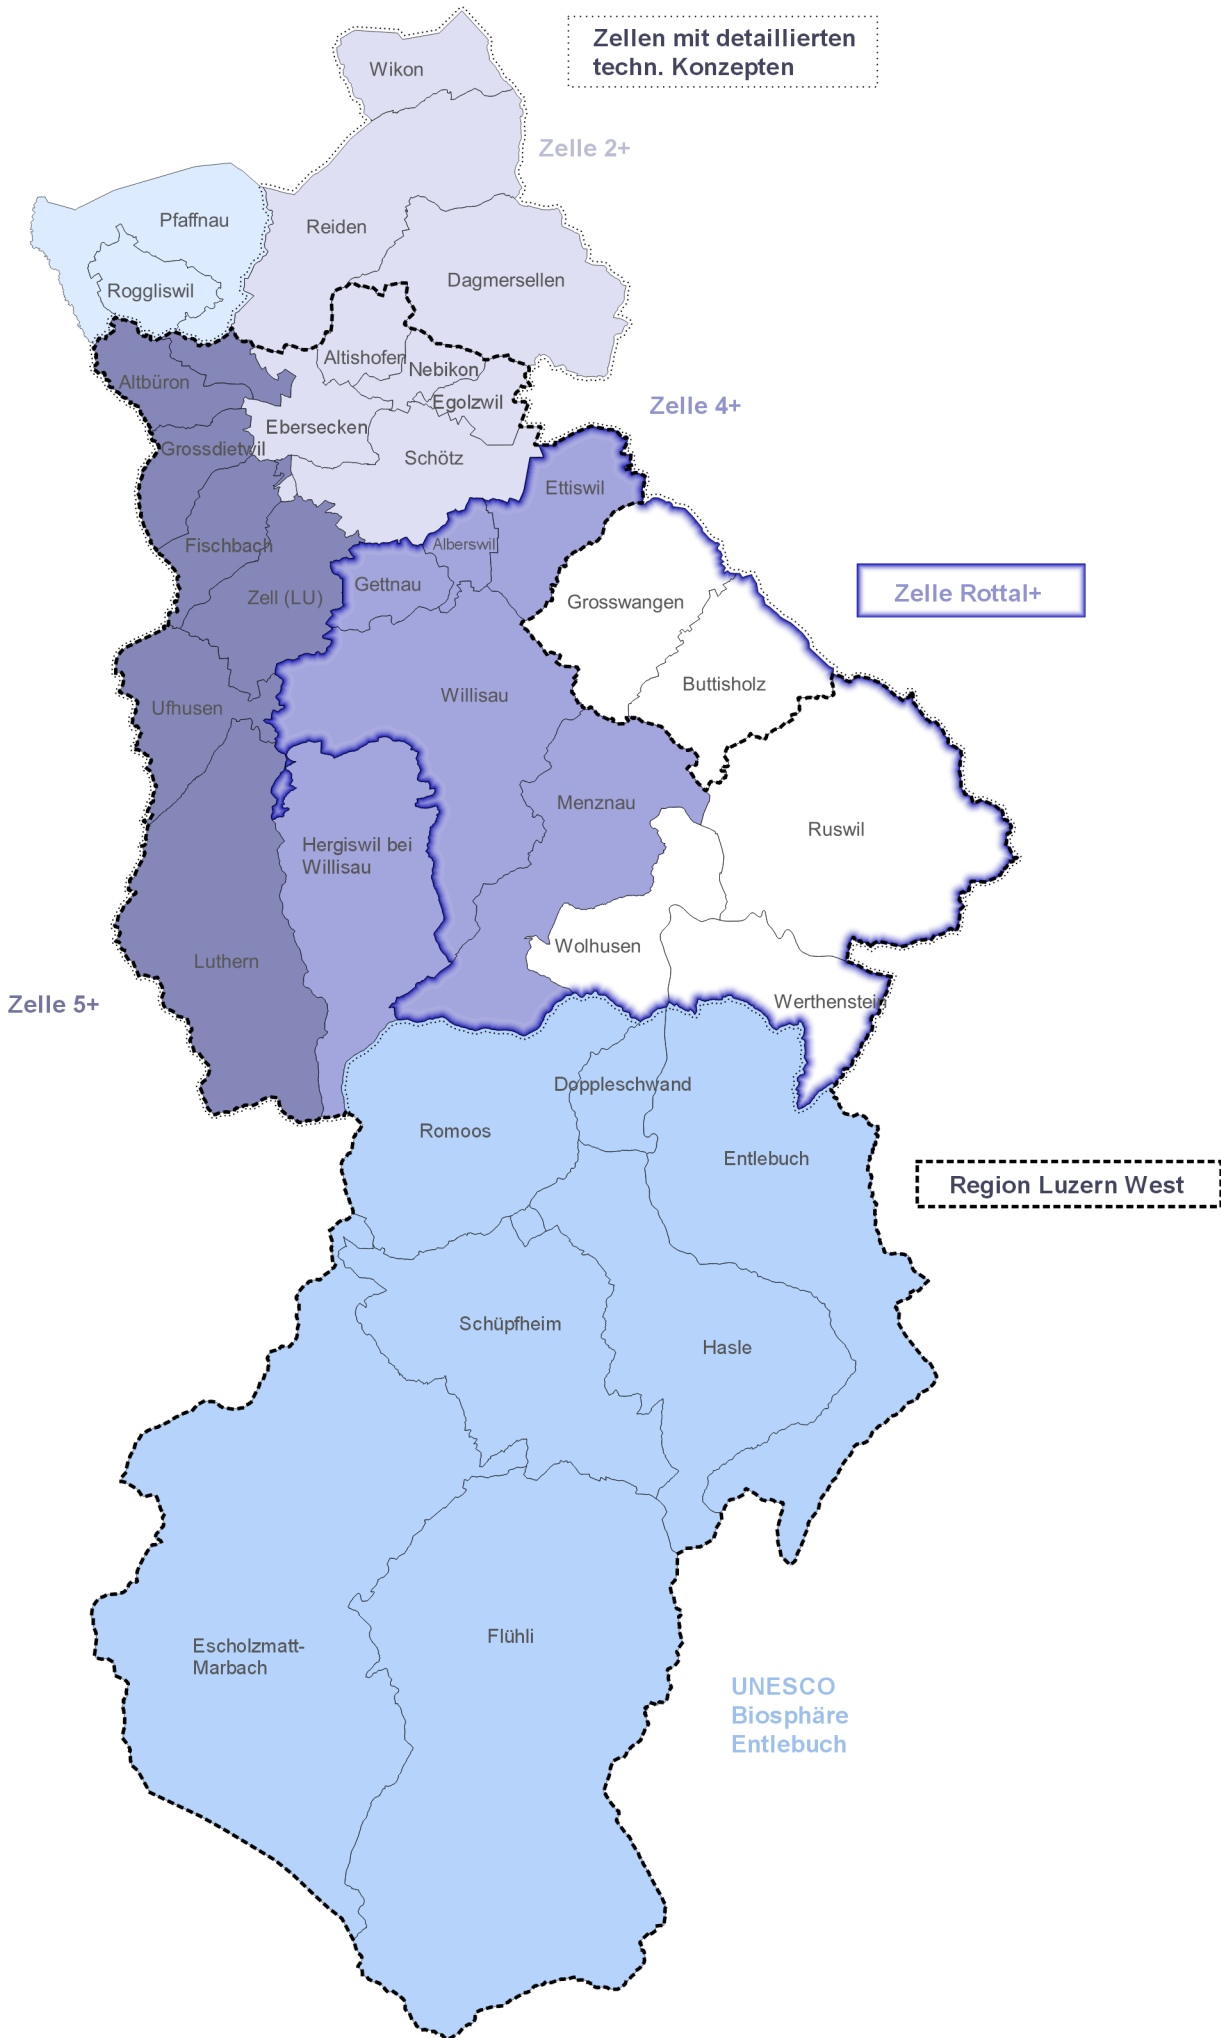 Zellen mit detaillierten
techn. Konzepten
Wikon
Zelle 2+
Pfaffnau
Reiden
Dagmersellen
Roggliswil
Altishofen
Nebikon
Altbüron
Egolzwil
Zelle 4+
Ebersecken
Grossdietwil
Schötz
Ettiswil
Fischbach
Alberswil
Gettnau
Zell (LU)
Grosswangen
Zelle Rottal+
Buttisholz
Willisau
Ufhusen
Menznau
Ruswil
Hergiswil bei
Willisau
Wolhusen
Luthern
Werthenstein
Zelle 5+
Doppleschwand
Romoos
Entlebuch
Region Luzern West
Schüpfheim
Hasle
Flühli
Escholzmatt-
Marbach
UNESCO
Biosphäre
Entlebuch